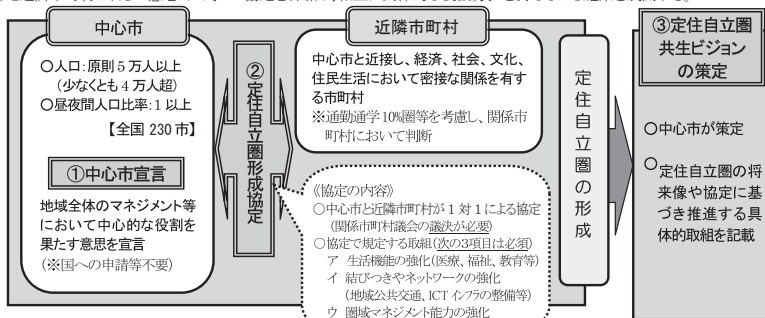 中心市
○人口:原則5万人以上
(少なくとも4万人超)
○昼夜間人口比率:1以上
【全国 230 市】
①中心市宣言
地域全体のマネジメント等
において中心的な役割を
果たす意思を宣言
(※国への申請等不要)
②定住自立圏形成協定
近隣市町村
中心市と近接し、経済、社会、文化、
住民生活において密接な関係を有す
る市町村
※通勤通学 10%圏等を考慮し、関係市
町村において判断
《協定の内容》
○中心市と近隣市町村が1対1による協定
(関係市町村議会の議決が必要)
○協定で規定する取組(次の3項目は必須)
ア 生活機能の強化(医療、福祉、教育等)
イ 結びつきやネットワークの強化
(地域公共交通、ICT インフラの整備等)
ウ 圏域マネジメント能力の強化
定住自立圏の形成
③定住自立圏
共生ビジョン
の策定
○中心市が策定
○定住自立圏の将
来像や協定に基
づき推進する具
体的取組を記載